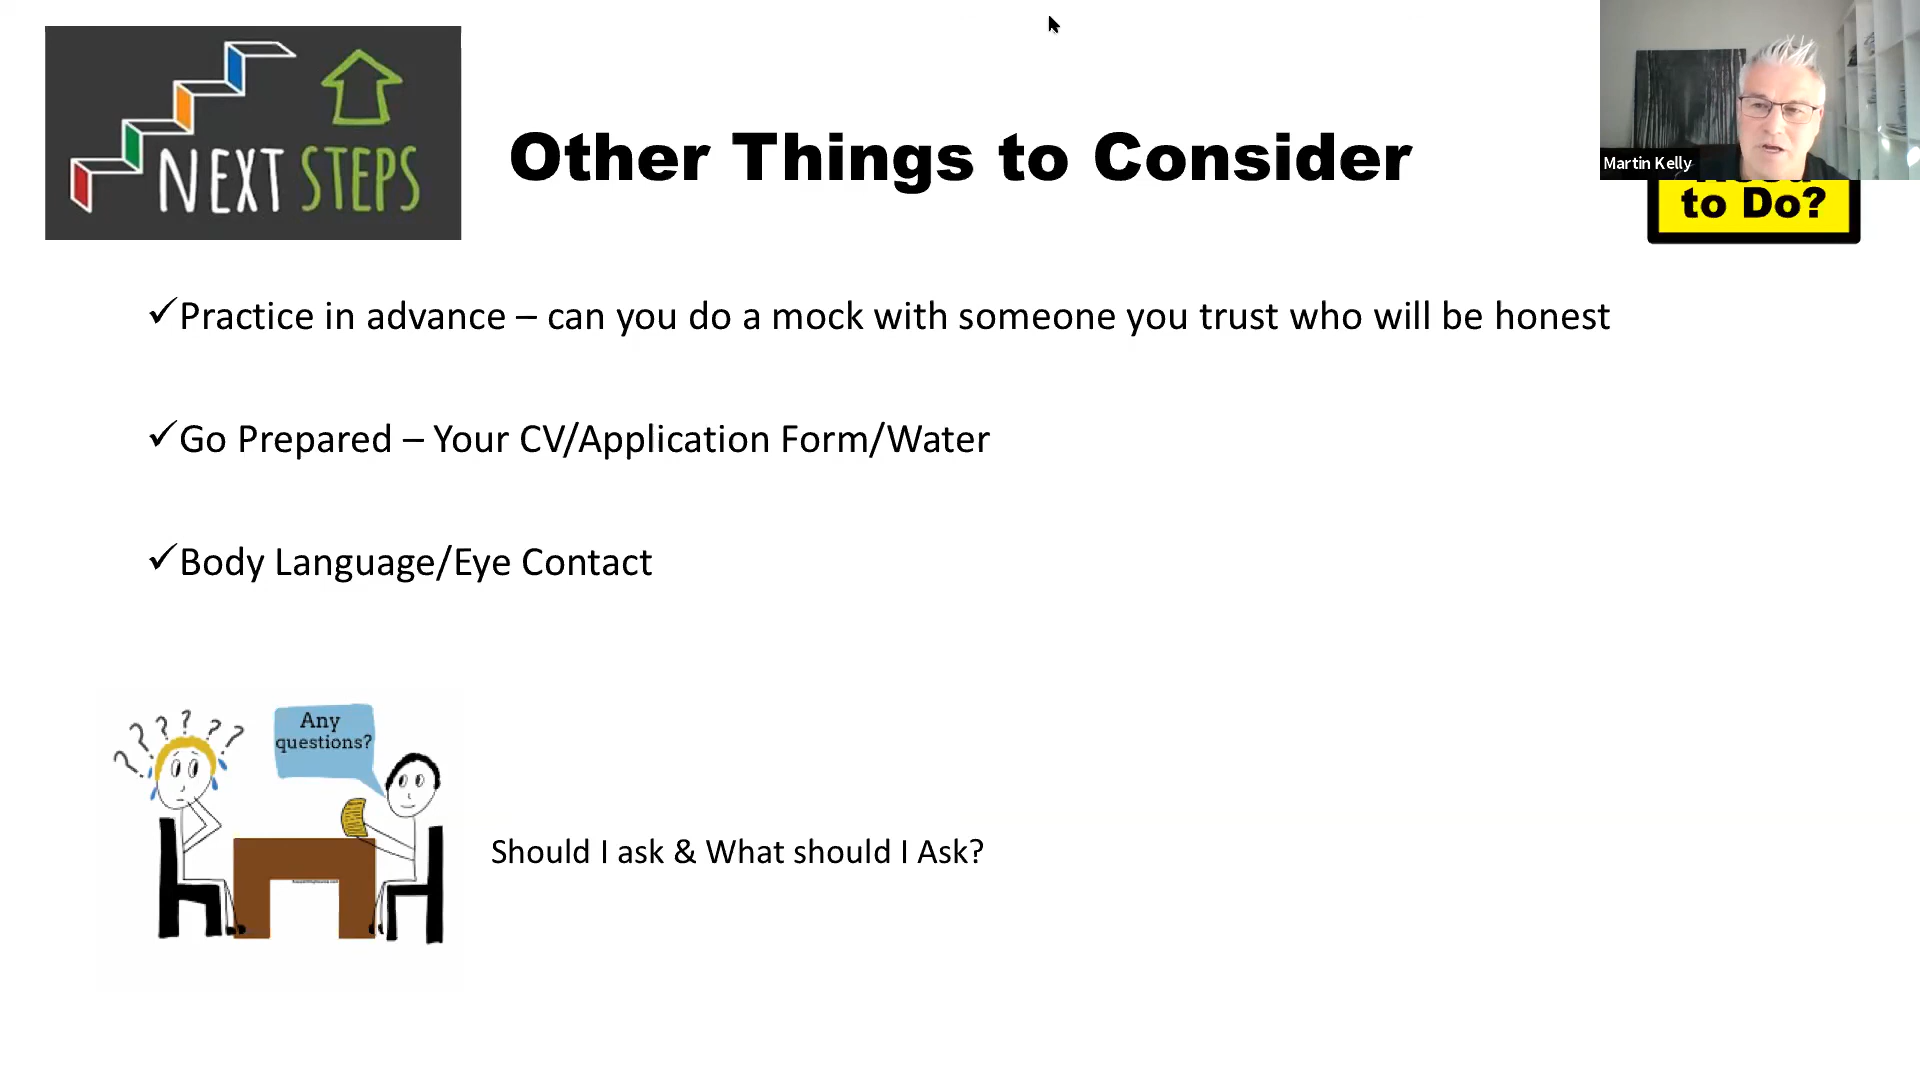 NEXT STEPS
Other Things to Consider
Martin Kelly
to Do?
✓Practice in advance – can you do a mock with someone you trust who will be honest
✓Go Prepared – Your CV/Application Form/Water
✓Body Language/Eye Contact
? ? ? ? ? ?
Any
questions?
Should I ask & What should I Ask?